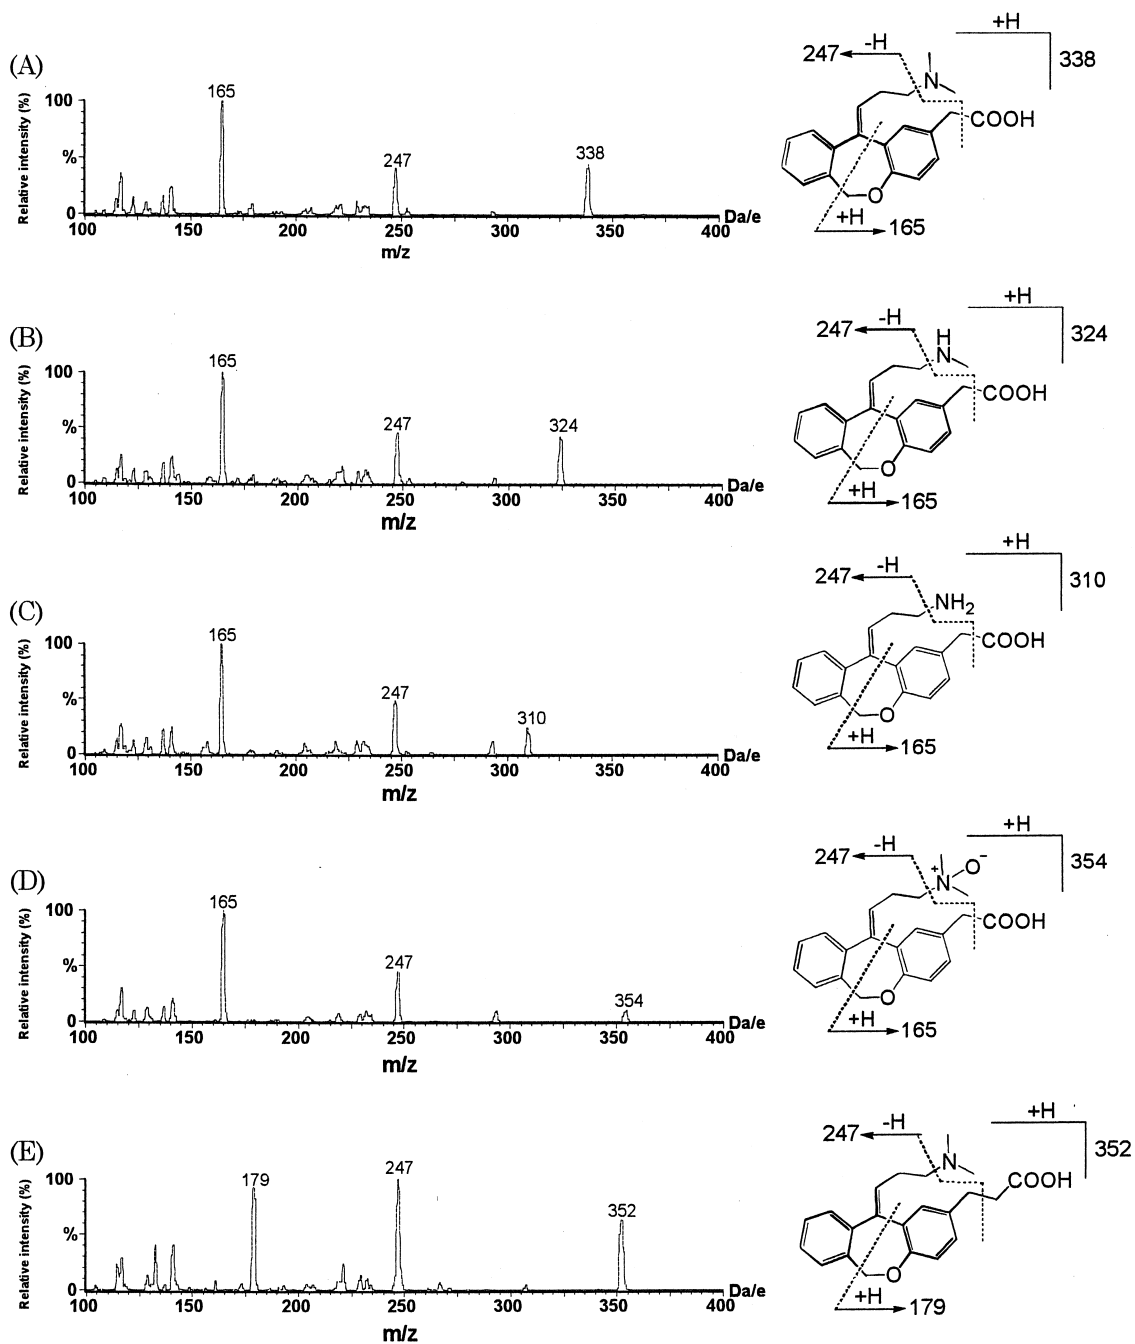 (A)
Relative intensity (%)
100
%
0
165
247
338
100 150 200 250 300 350 400
Da/e
m/z
+H
338
247 -H
N
COOH
O
+H 165
(B)
Relative intensity (%)
100
%
0
165
247
324
100 150 200 250 300 350 400
Da/e
m/z
+H
324
247 -H
H
N
COOH
O
+H 165
(C)
Relative intensity (%)
100
%
0
165
247
310
100 150 200 250 300 350 400
Da/e
m/z
+H
310
247 -H
NH2
COOH
O
+H 165
(D)
Relative intensity (%)
100
%
0
165
247
354
100 150 200 250 300 350 400
Da/e
m/z
+H
354
247 -H
+ O−
N
COOH
O
+H 165
(E)
Relative intensity (%)
100
%
0
179
247
352
100 150 200 250 300 350 400
Da/e
m/z
+H
352
247 -H
N
COOH
O
+H 179